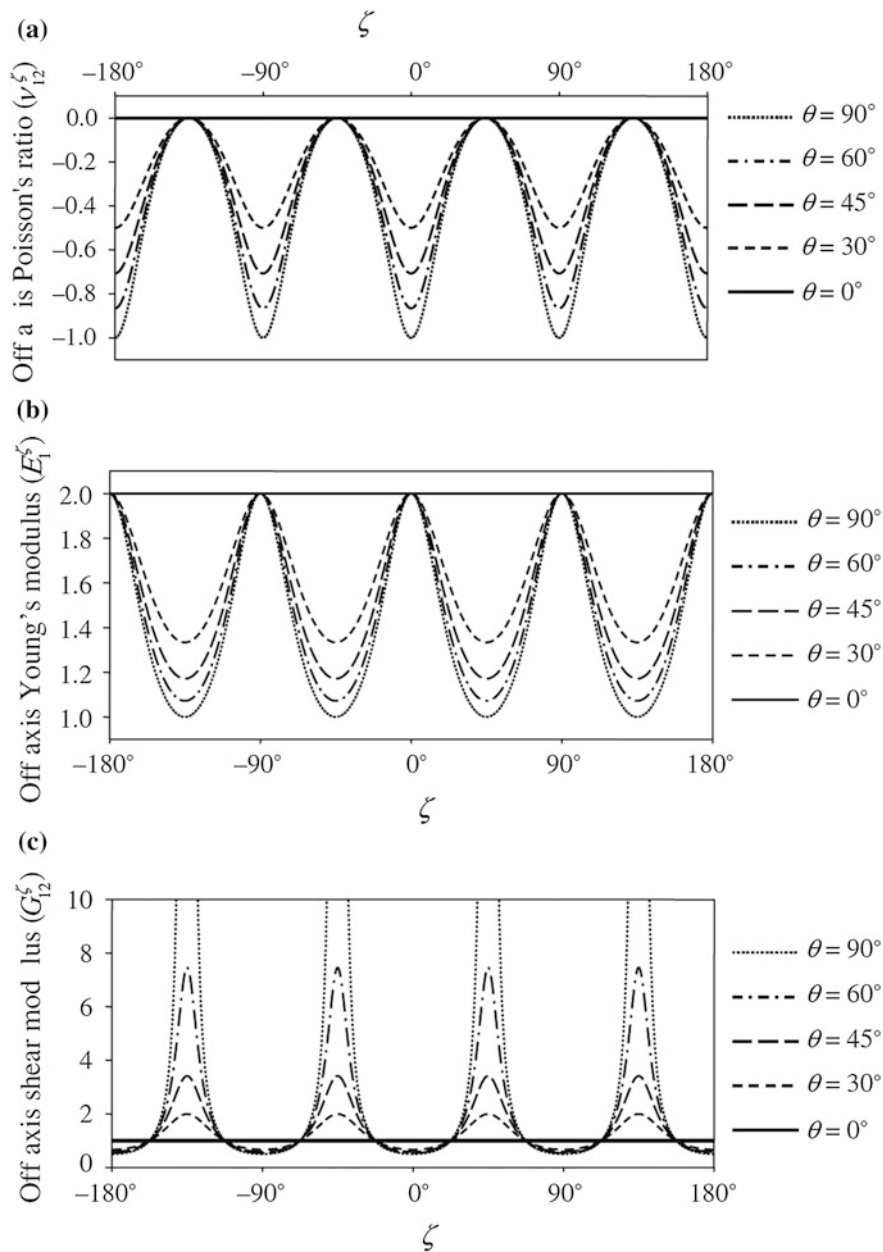 (a)
ζ
–180° –90° 0° 90° 180°
Off a is Poisson's ratio (ν₁₂^ζ)
0.0
–0.2
–0.4
–0.6
–0.8
–1.0
θ = 90°
θ = 60°
θ = 45°
θ = 30°
θ = 0°
(b)
Off axis Young's modulus (E₁^ζ)
2.0
1.8
1.6
1.4
1.2
1.0
–180° –90° 0° 90° 180°
ζ
θ = 90°
θ = 60°
θ = 45°
θ = 30°
θ = 0°
(c)
Off axis shear mod lus (G₁₂^ζ)
10
8
6
4
2
0
–180° –90° 0° 90° 180°
ζ
θ = 90°
θ = 60°
θ = 45°
θ = 30°
θ = 0°